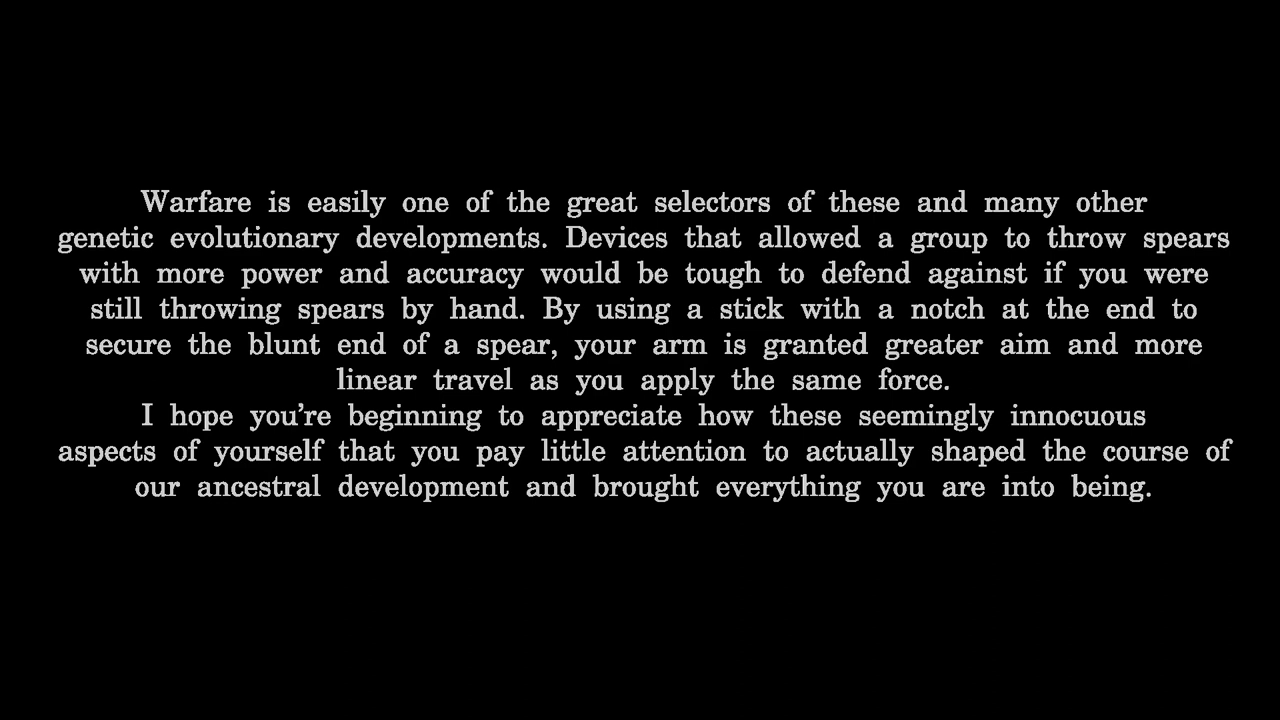 Warfare is easily one of the great selectors of these and many other
genetic evolutionary developments. Devices that allowed a group to throw spears
with more power and accuracy would be tough to defend against if you were
still throwing spears by hand. By using a stick with a notch at the end to
secure the blunt end of a spear, your arm is granted greater aim and more
linear travel as you apply the same force.
I hope you're beginning to appreciate how these seemingly innocuous
aspects of yourself that you pay little attention to actually shaped the course of
our ancestral development and brought everything you are into being.